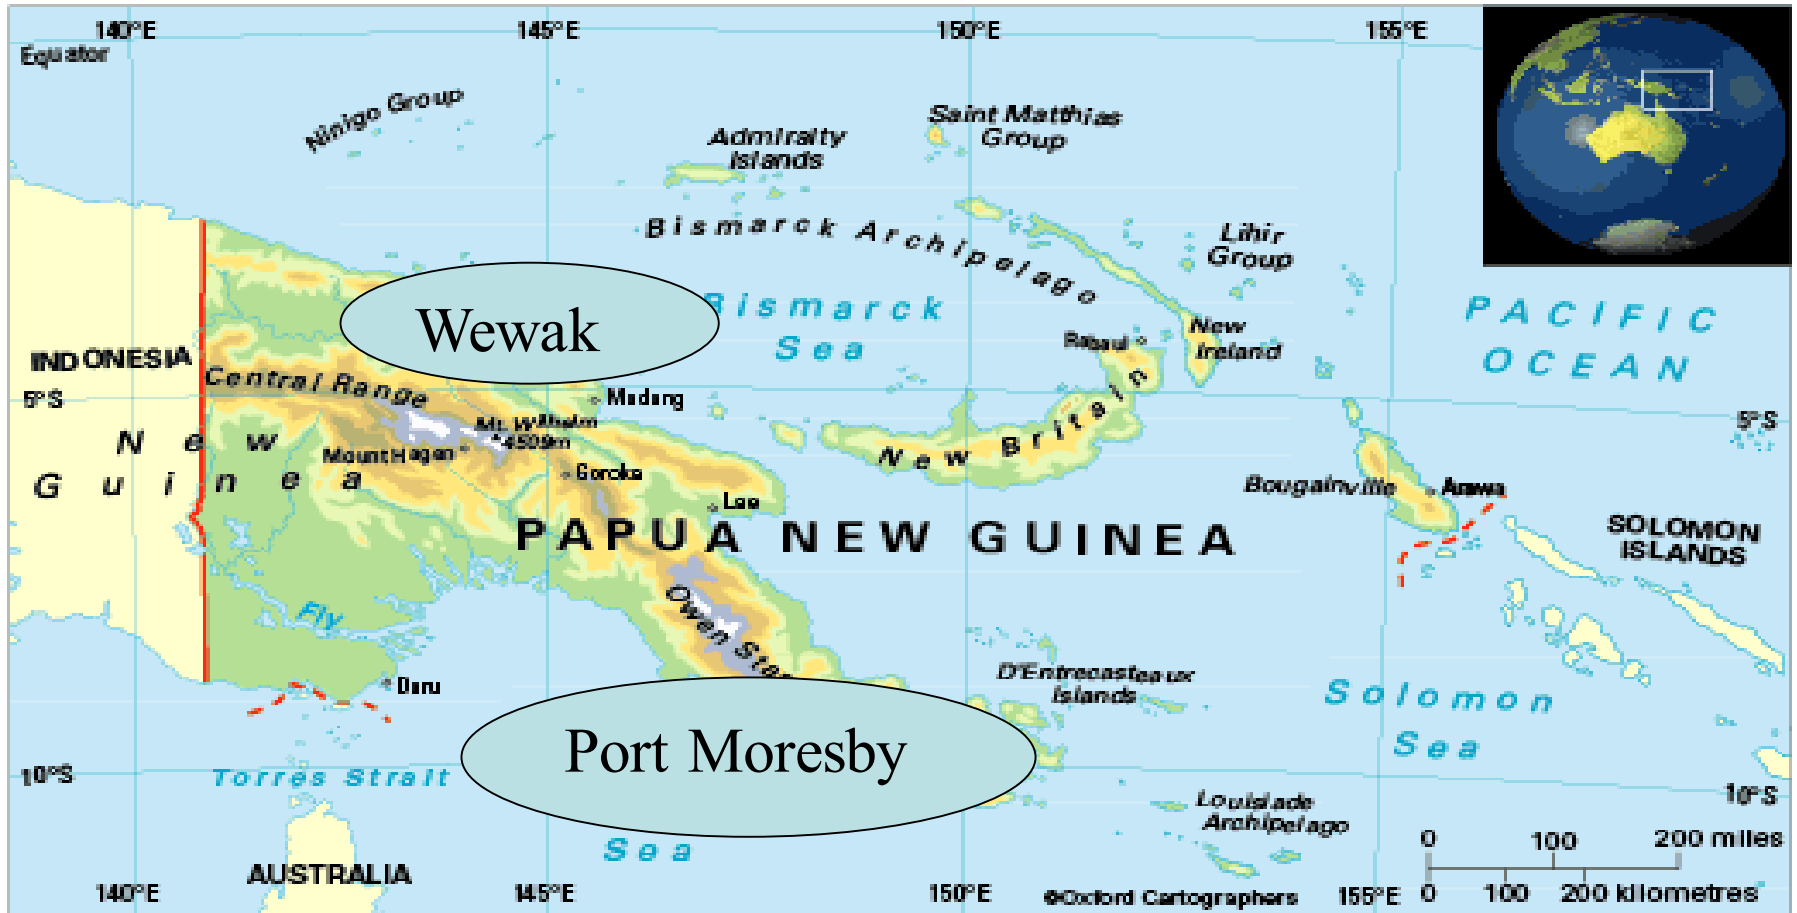 140°E
145°E
150°E
155°E
Equator
Ninigo Group
Admiralty
Islands
Saint Matthias
Group
Bismarck Archipelago
Lihir
Group
Wewak
Bismarck
Sea
PACIFIC
OCEAN
New
Ireland
Rabaul
INDONESIA
Central Range
5°S
Madang
Mt. Wilhelm
4509m
Mount Hagen
Goroka
New Britain
5°S
New
Guinea
Lae
Bougainville
Arawa
PAPUA NEW GUINEA
SOLOMON
ISLANDS
Fly
Owen Sta
Daru
D'Entrecasteaux
Islands
Solomon
Sea
Port Moresby
10°S
Torres Strait
10°S
Louisiade
Archipelago
Sea
AUSTRALIA
0 100 200 miles
0 100 200 kilometres
140°E
145°E
150°E
©Oxford Cartographers
155°E